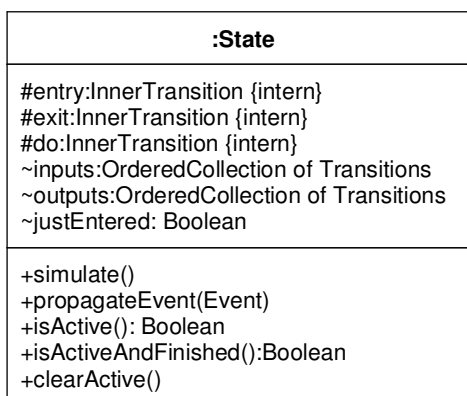 :State
#entry:InnerTransition {intern}
#exit:InnerTransition {intern}
#do:InnerTransition {intern}
~inputs:OrderedCollection of Transitions
~outputs:OrderedCollection of Transitions
~justEntered: Boolean
+simulate()
+propagateEvent(Event)
+isActive(): Boolean
+isActiveAndFinished():Boolean
+clearActive()